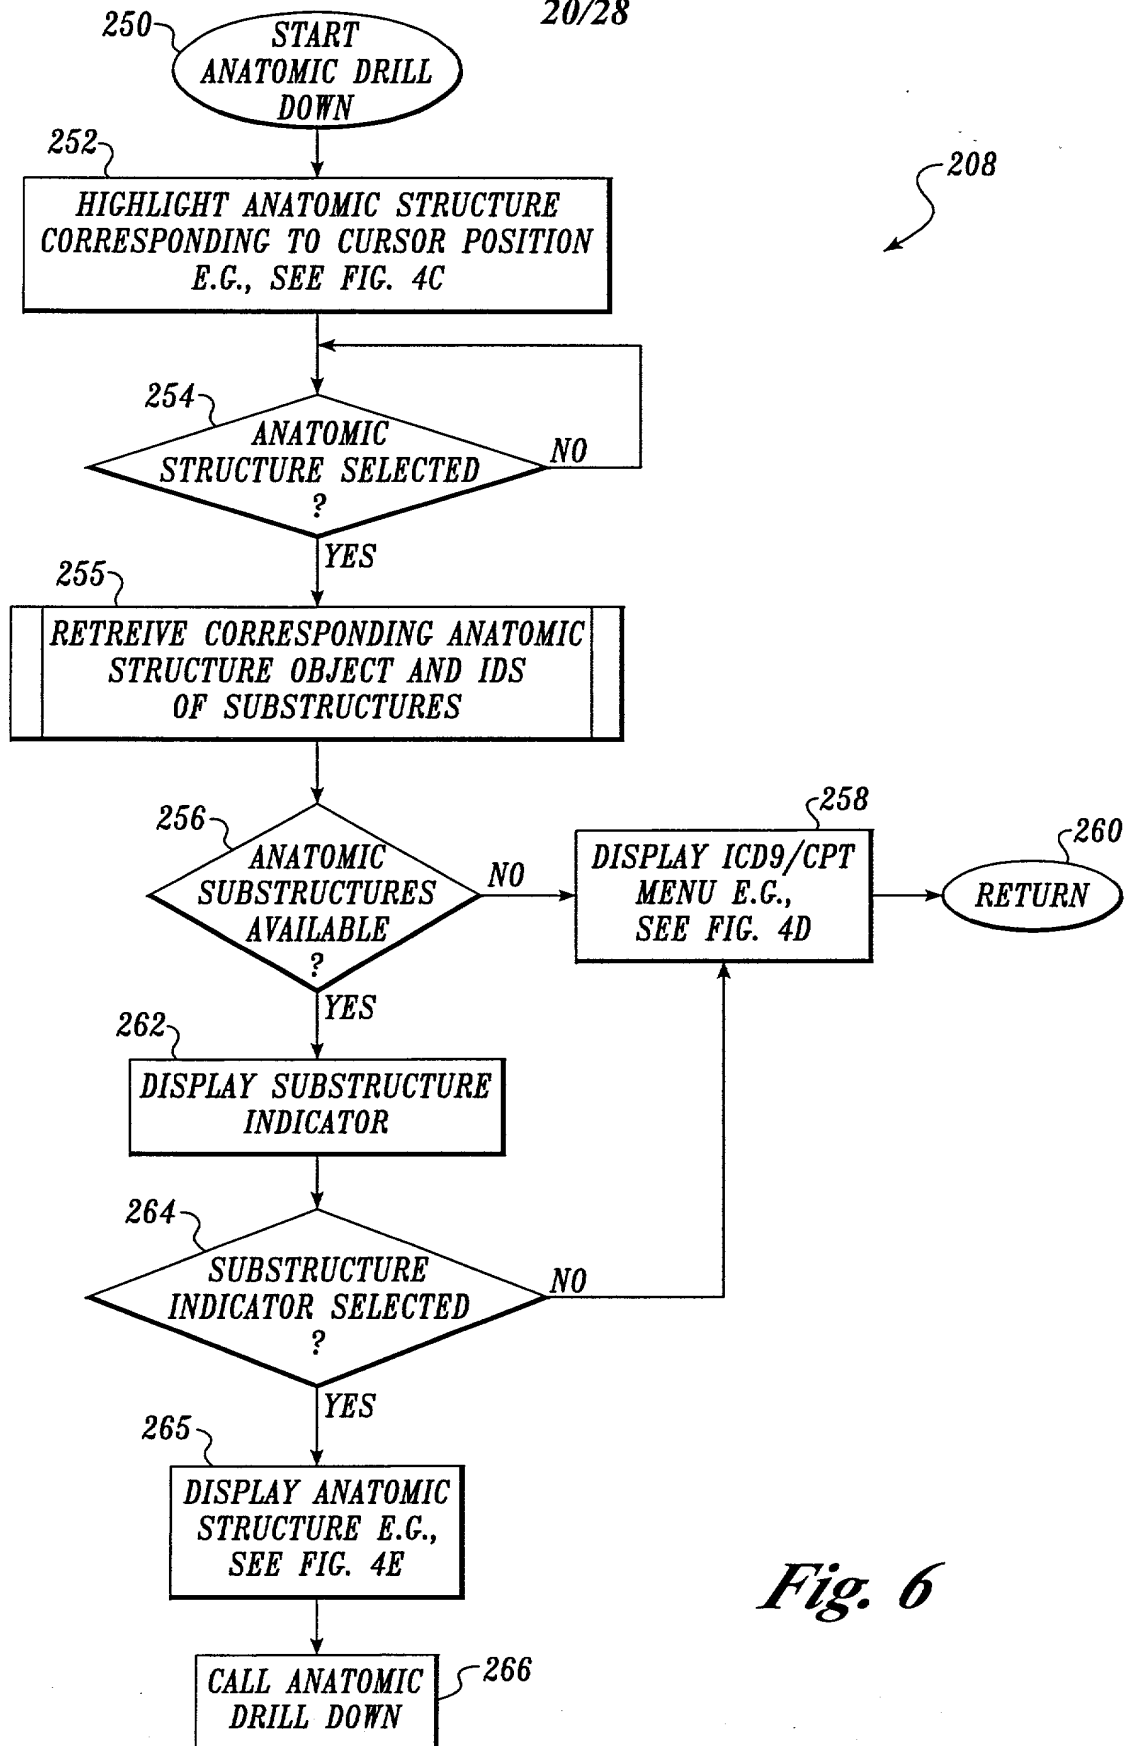 20/28
250
START
ANATOMIC DRILL
DOWN
252
208
HIGHLIGHT ANATOMIC STRUCTURE
CORRESPONDING TO CURSOR POSITION
E.G., SEE FIG. 4C
254
ANATOMIC
STRUCTURE SELECTED
?
NO
YES
255
RETREIVE CORRESPONDING ANATOMIC
STRUCTURE OBJECT AND IDS
OF SUBSTRUCTURES
256
ANATOMIC
SUBSTRUCTURES
AVAILABLE
?
NO
258
DISPLAY ICD9/CPT
MENU E.G.,
SEE FIG. 4D
260
RETURN
YES
262
DISPLAY SUBSTRUCTURE
INDICATOR
264
SUBSTRUCTURE
INDICATOR SELECTED
?
NO
YES
265
DISPLAY ANATOMIC
STRUCTURE E.G.,
SEE FIG. 4E
Fig. 6
CALL ANATOMIC
DRILL DOWN
266